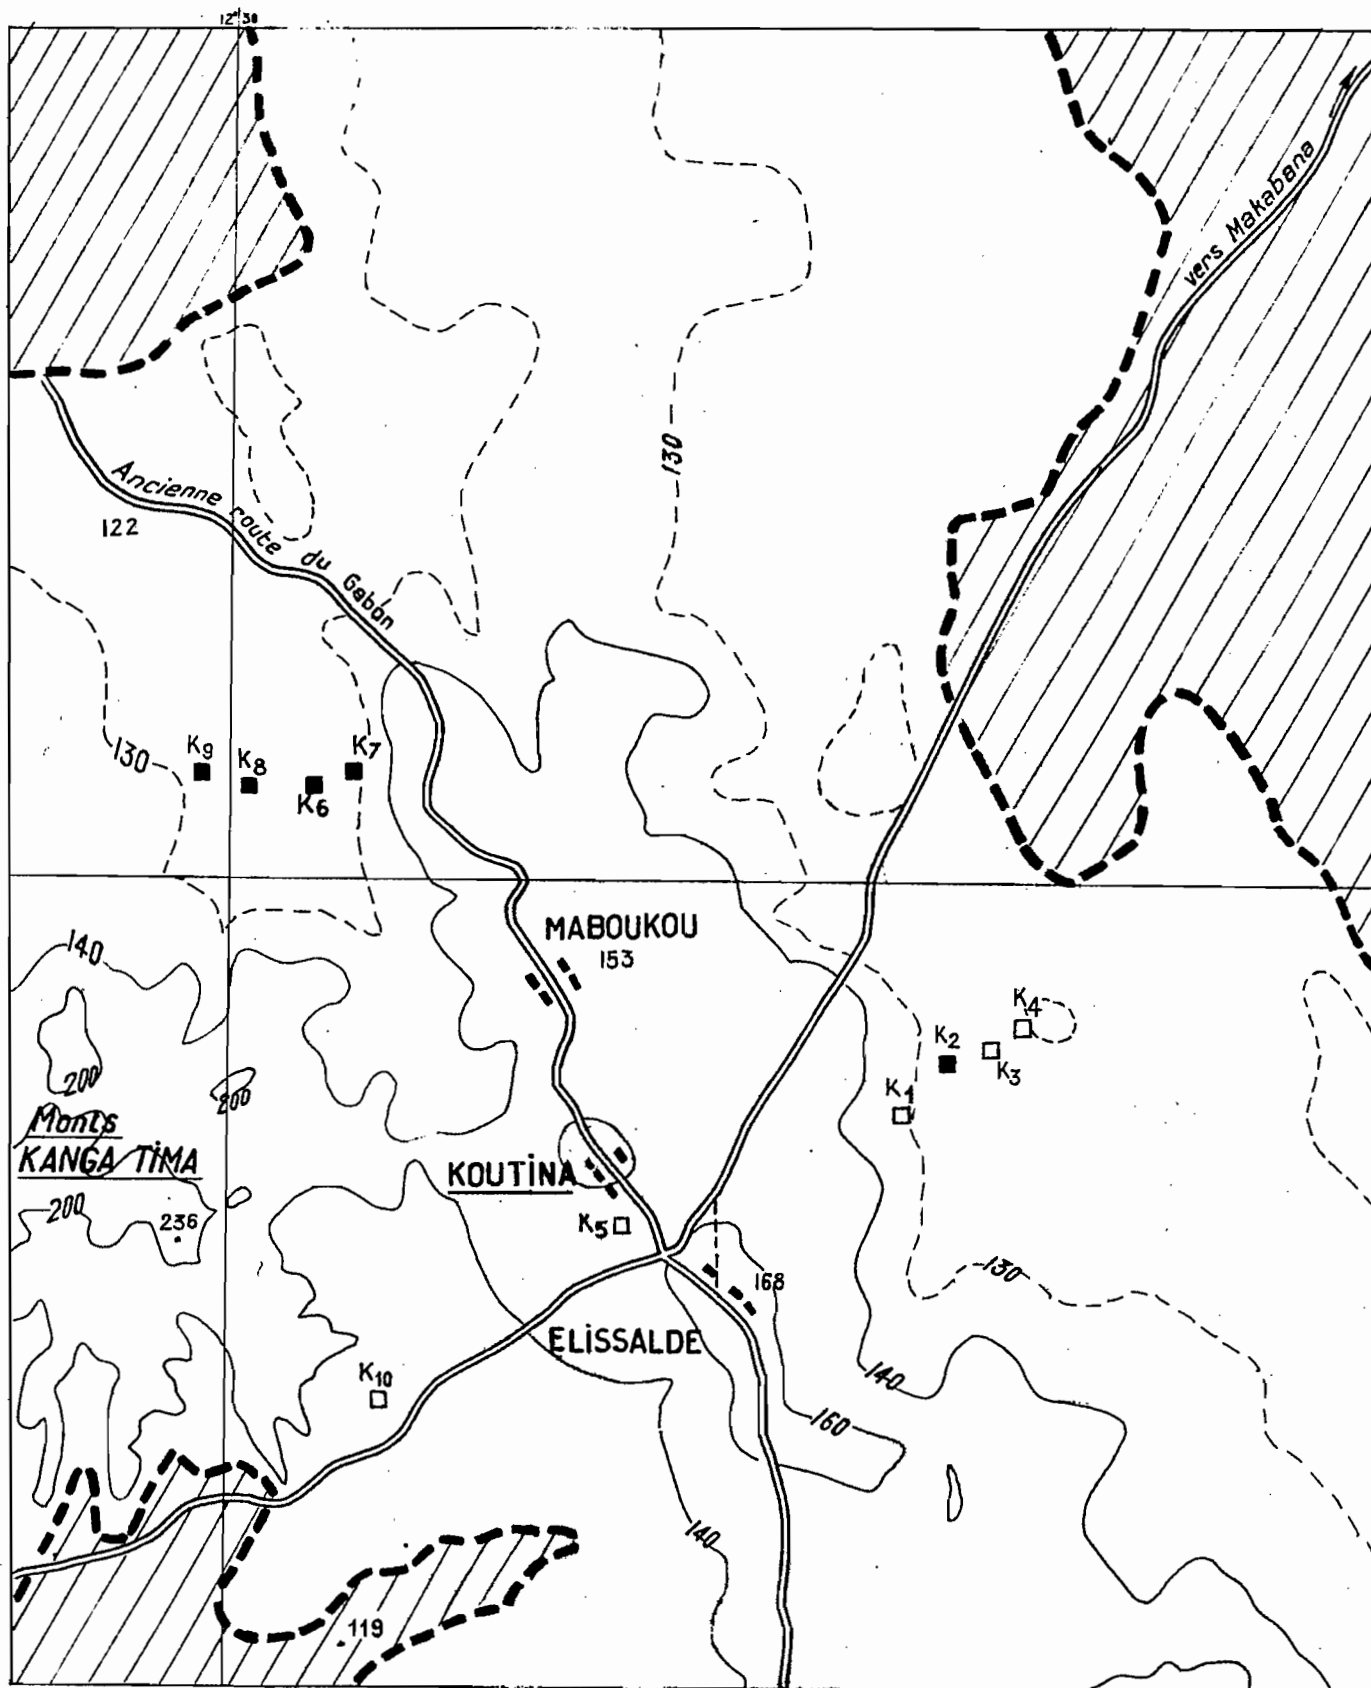 12°30
vers Makabana
130
Ancienne route du Gabon
122
130
K9
K8
K7
K6
MABOUKOU
153
140
K4
K2
K3
K1
200
200
Monts
KANGA TIMA
KOUTINA
200
236
K5
168
130
ELISSALDE
K10
140
160
140
119